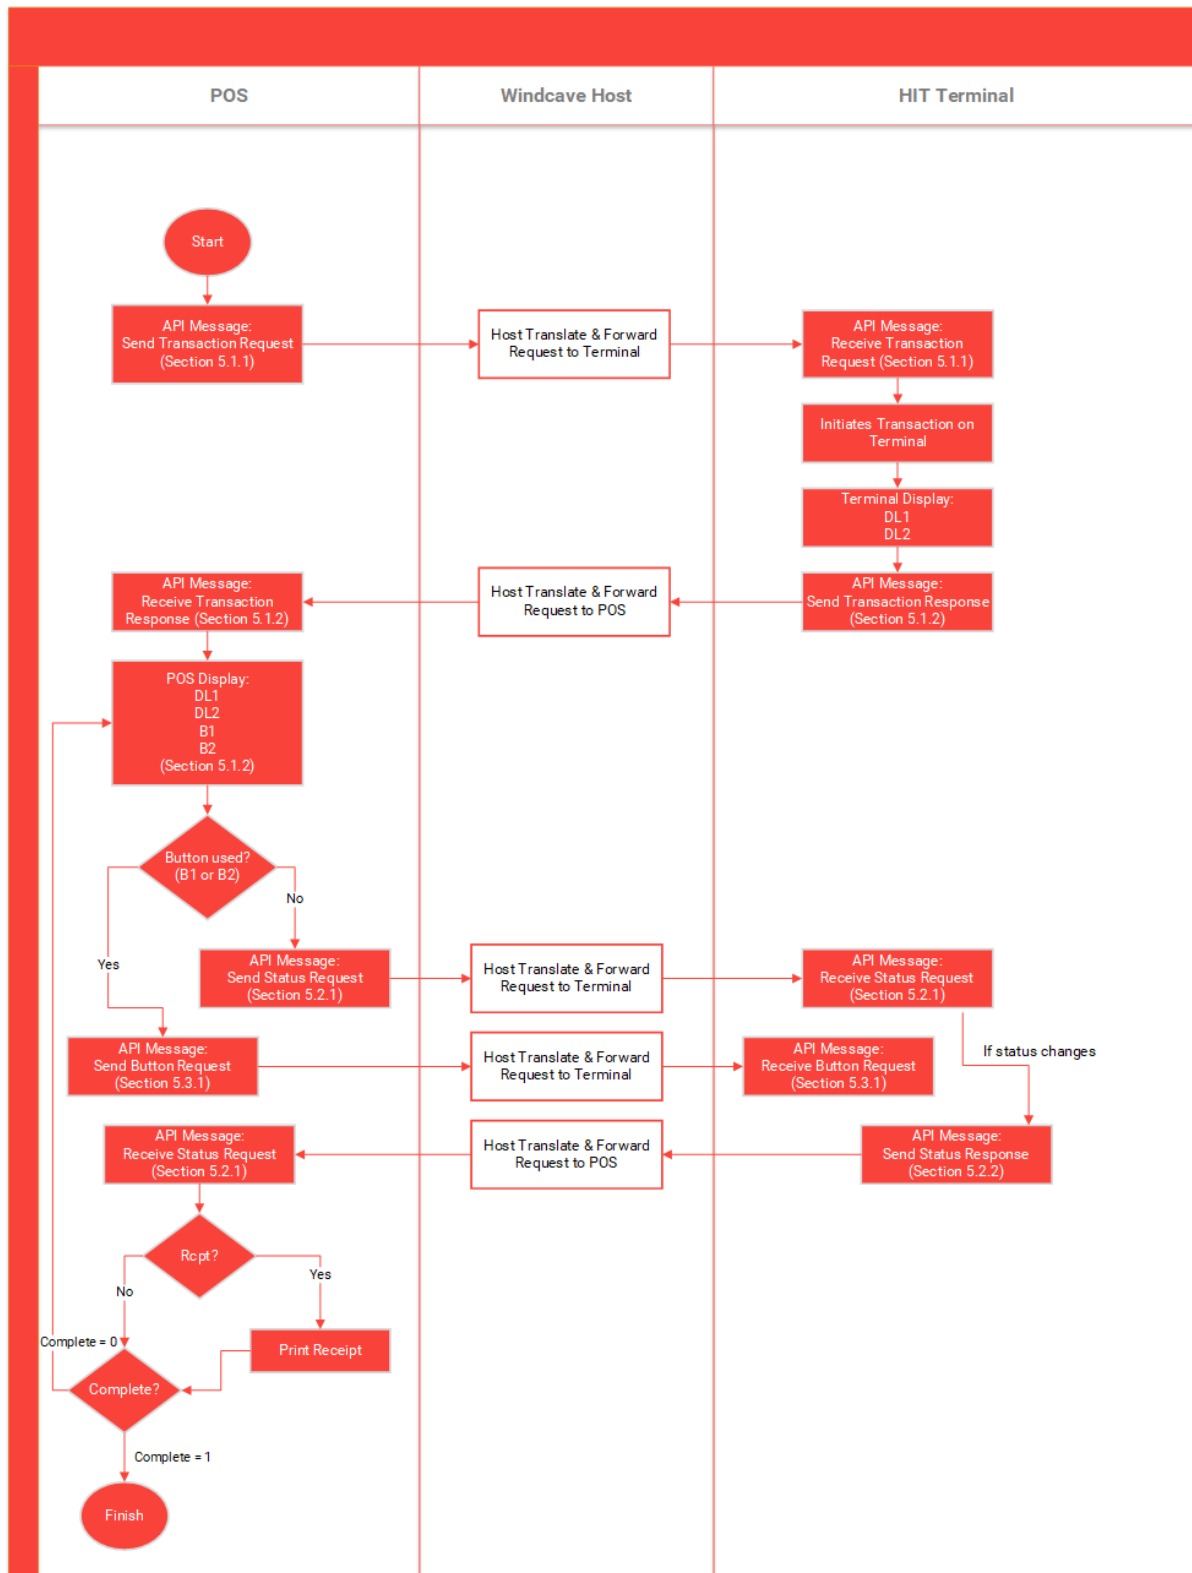 POS
Windcave Host
HIT Terminal
Start
API Message:
Send Transaction Request
(Section 5.1.1)
Host Translate & Forward
Request to Terminal
API Message:
Receive Transaction
Request (Section 5.1.1)
Initiates Transaction on
Terminal
Terminal Display:
DL1
DL2
API Message:
Receive Transaction
Response (Section 5.1.2)
Host Translate & Forward
Request to POS
API Message:
Send Transaction Response
(Section 5.1.2)
POS Display:
DL1
DL2
B1
B2
(Section 5.1.2)
Button used?
(B1 or B2)
No
Yes
API Message:
Send Status Request
(Section 5.2.1)
Host Translate & Forward
Request to Terminal
API Message:
Receive Status Request
(Section 5.2.1)
API Message:
Send Button Request
(Section 5.3.1)
Host Translate & Forward
Request to Terminal
API Message:
Receive Button Request
(Section 5.3.1)
If status changes
API Message:
Receive Status Request
(Section 5.2.1)
Host Translate & Forward
Request to POS
API Message:
Send Status Response
(Section 5.2.2)
Rcpt?
Yes
No
Complete = 0
Print Receipt
Complete?
Complete = 1
Finish